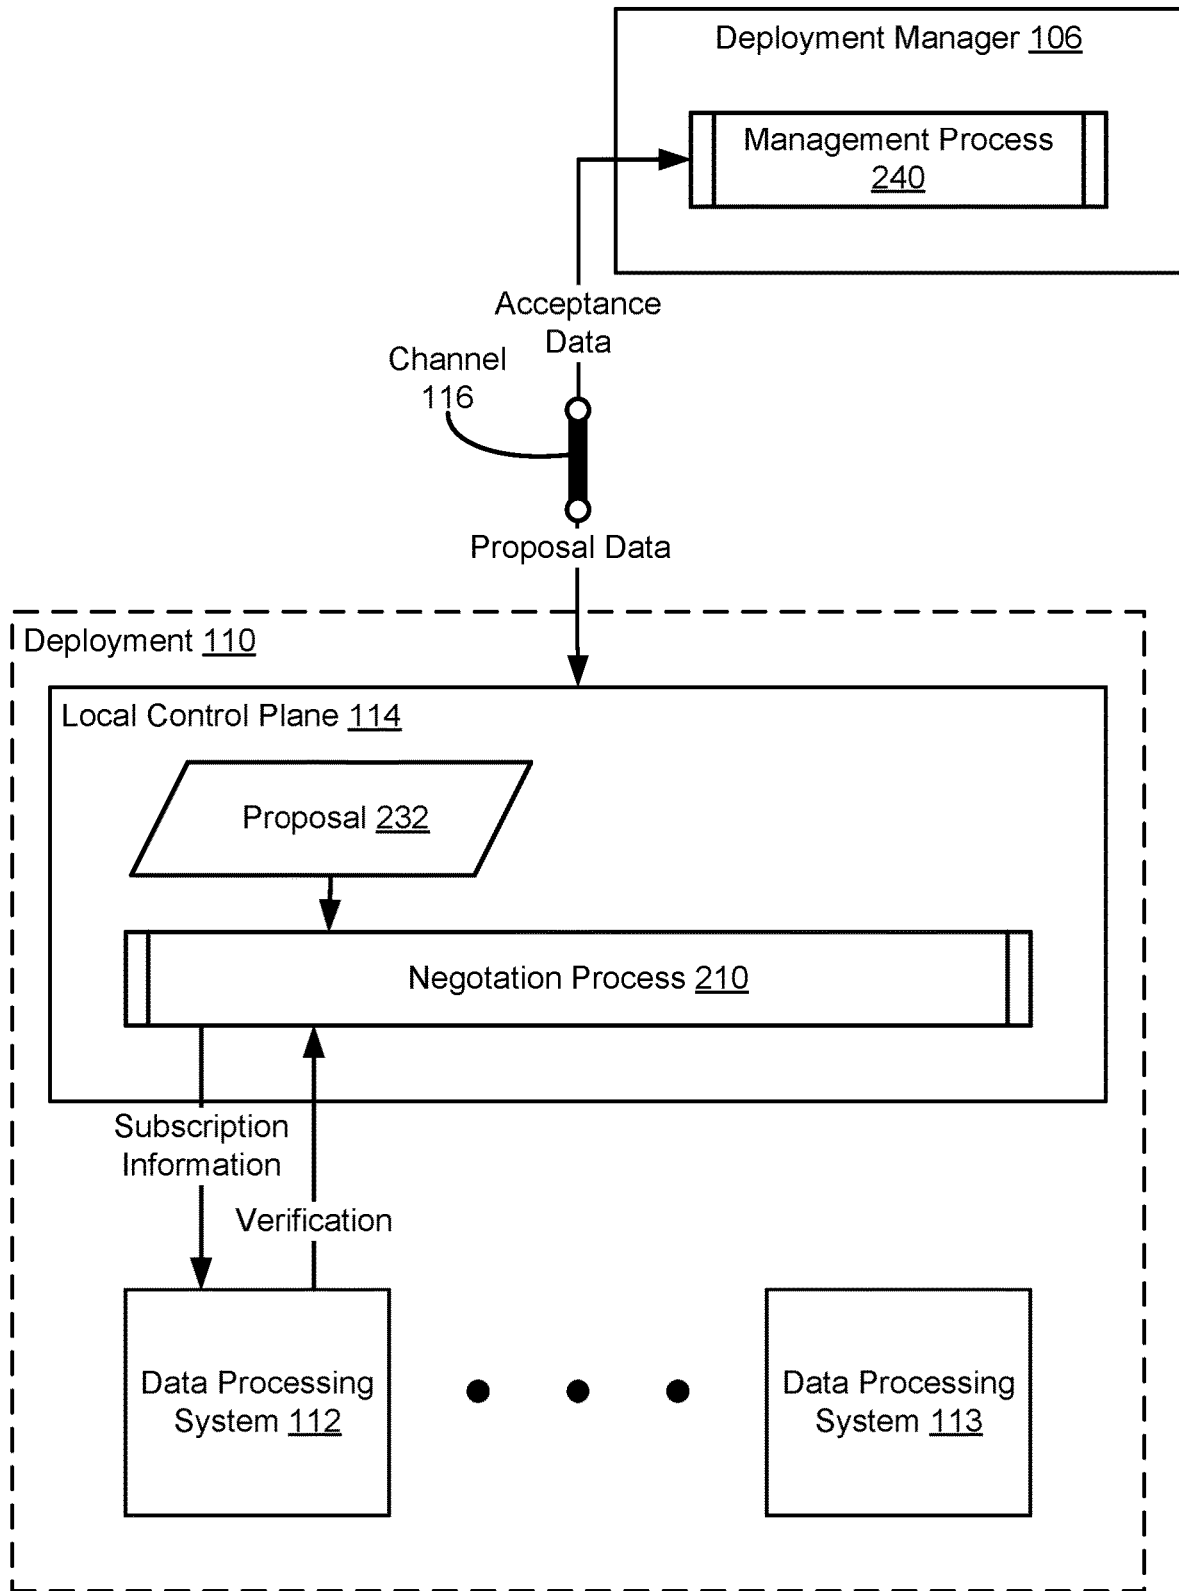 Deployment Manager 106
Management Process
240
Acceptance
Data
Channel
116
Proposal Data
Deployment 110
Local Control Plane 114
Proposal 232
Negotation Process 210
Subscription
Information
Verification
Data Processing
System 112
Data Processing
System 113